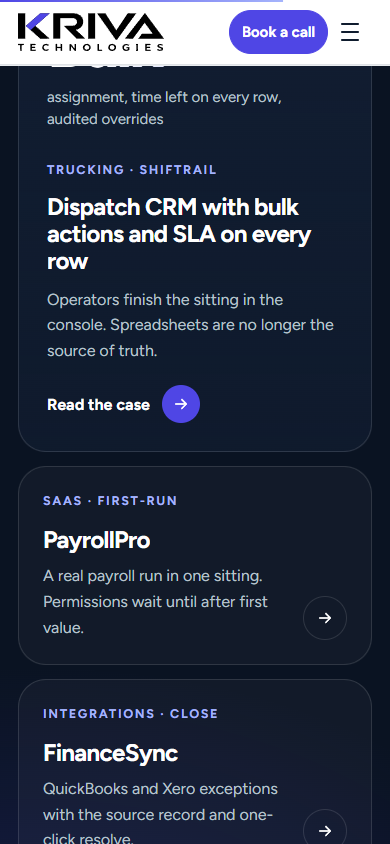 KRIVA
TECHNOLOGIES
Book a call
assignment, time left on every row,
audited overrides
TRUCKING · SHIFTRAIL
Dispatch CRM with bulk
actions and SLA on every
row
Operators finish the sitting in the
console. Spreadsheets are no longer the
source of truth.
Read the case
SAAS · FIRST-RUN
PayrollPro
A real payroll run in one sitting.
Permissions wait until after first
value.
INTEGRATIONS · CLOSE
FinanceSync
QuickBooks and Xero exceptions
with the source record and one-
click resolve.